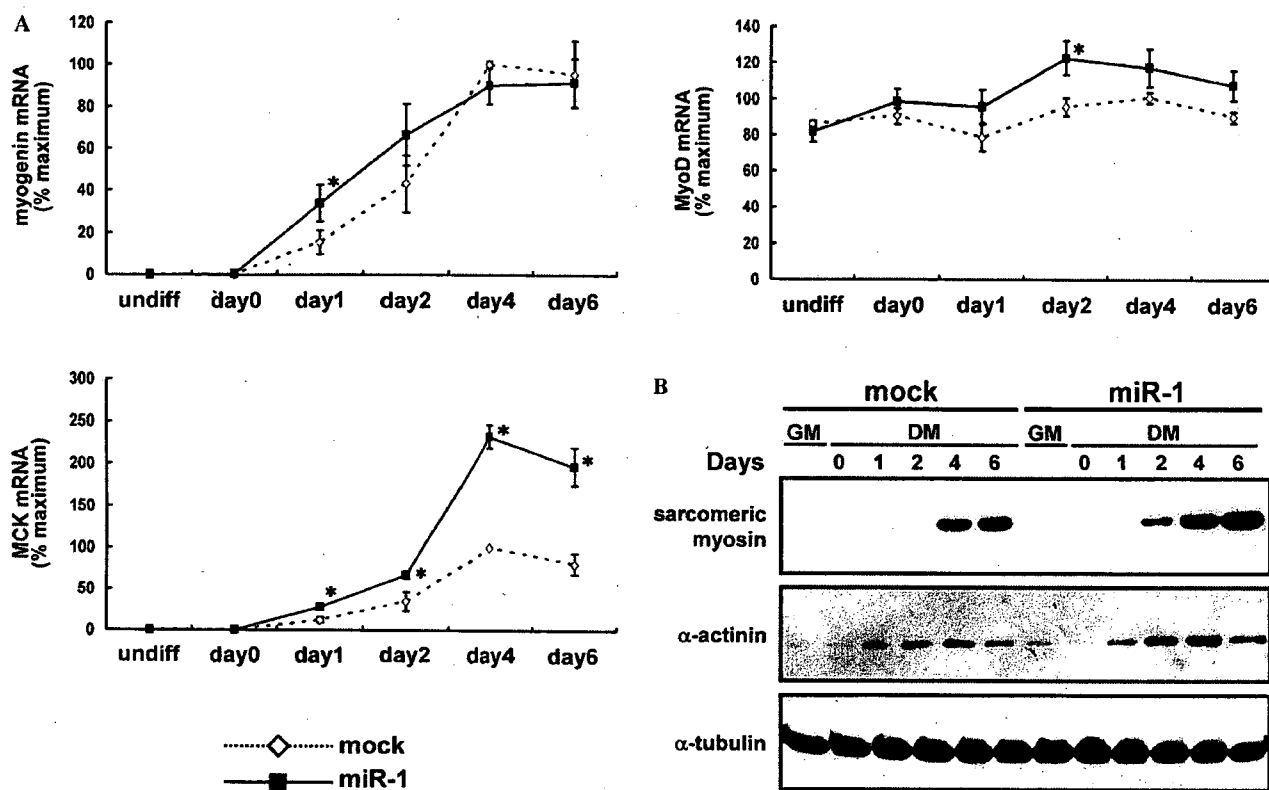 A
myogenin mRNA
(% maximum)
120
100
80
60
40
20
0
*
undiff day0 day1 day2 day4 day6
MyoD mRNA
(% maximum)
140
120
100
80
60
40
20
0
*
undiff day0 day1 day2 day4 day6
MCK mRNA
(% maximum)
300
250
200
150
100
50
0
* * * *
undiff day0 day1 day2 day4 day6
mock
miR-1
B
mock miR-1
GM DM GM DM
Days 0 1 2 4 6 0 1 2 4 6
sarcomeric
myosin
α-actinin
α-tubulin